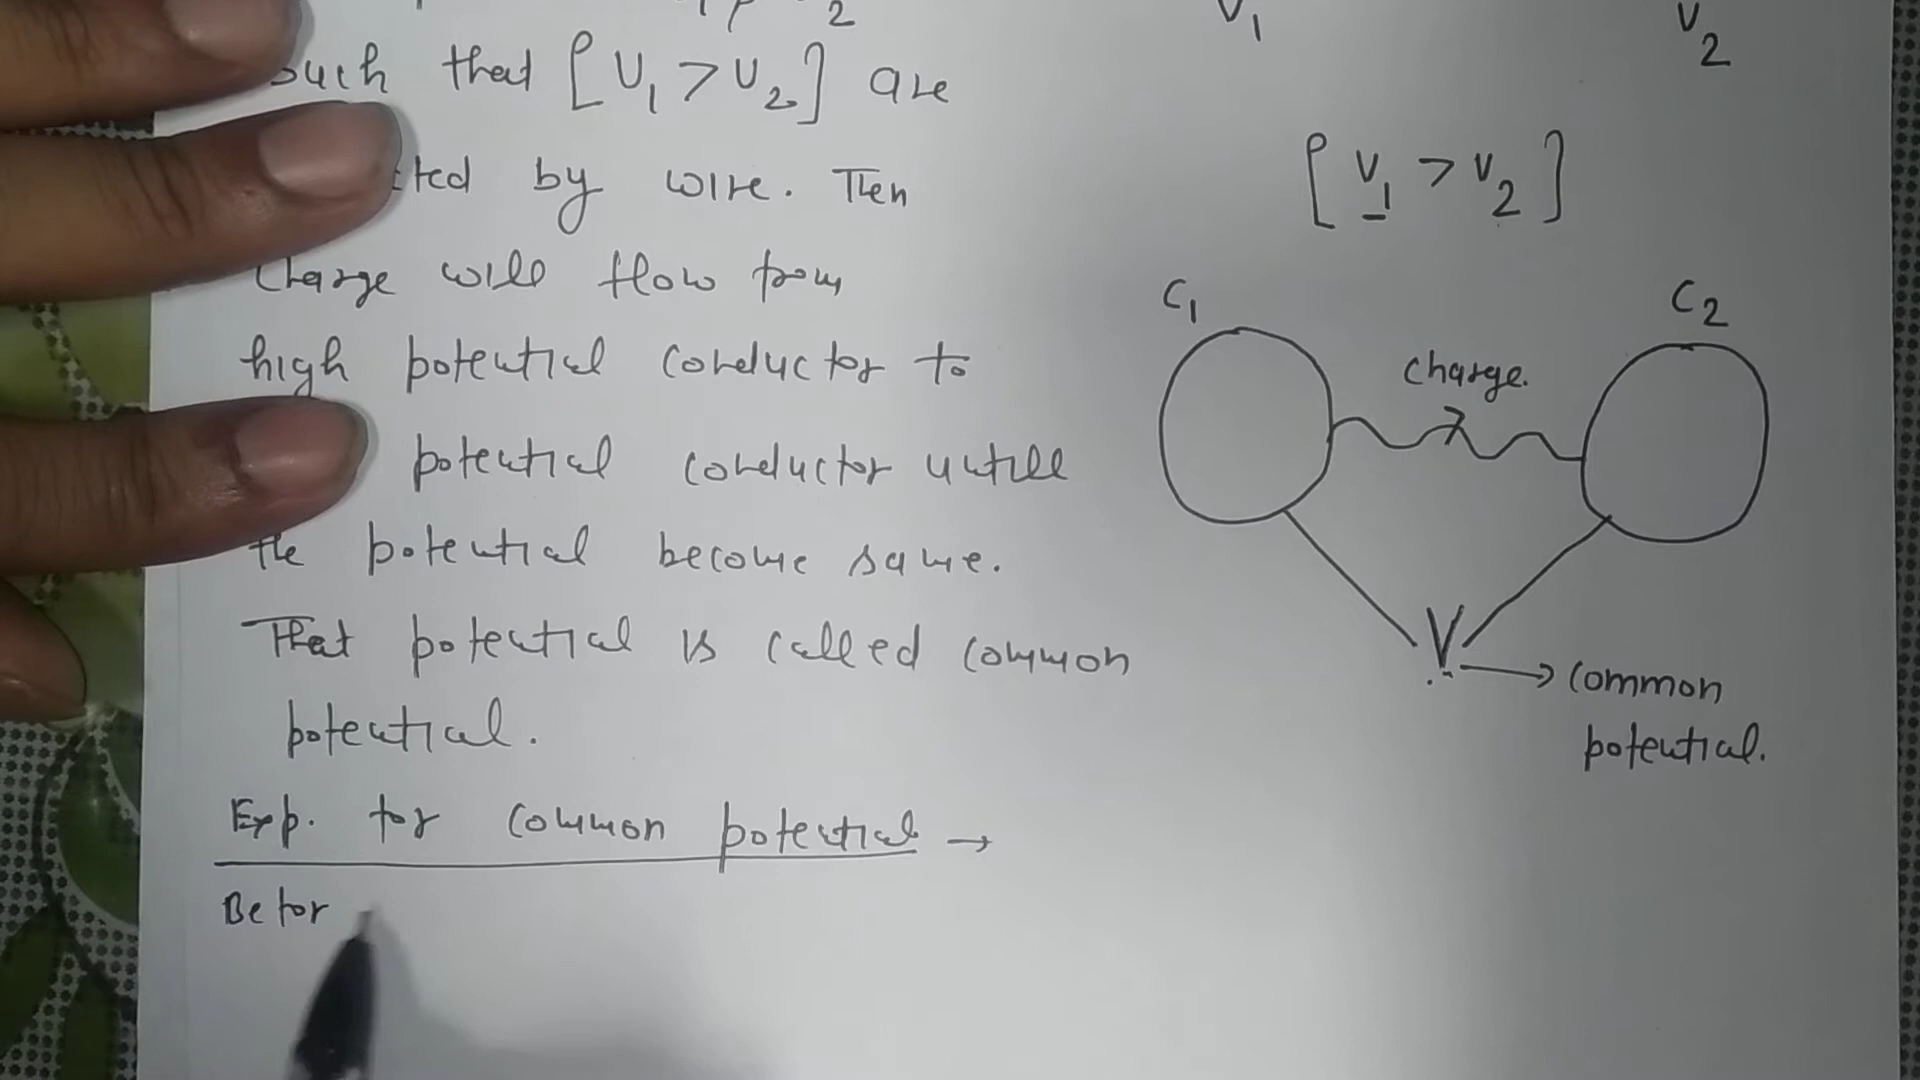 2
such that [V1 > V2] are
by wire. Then
Charge will flow from
high potential conductor to
potential conductor untill
the potential become same.
That potential is called common
potential.
Exp. for common potential →
Befor
V1 V2
[V1 > V2]
C1 C2
charge.
V → common
potential.